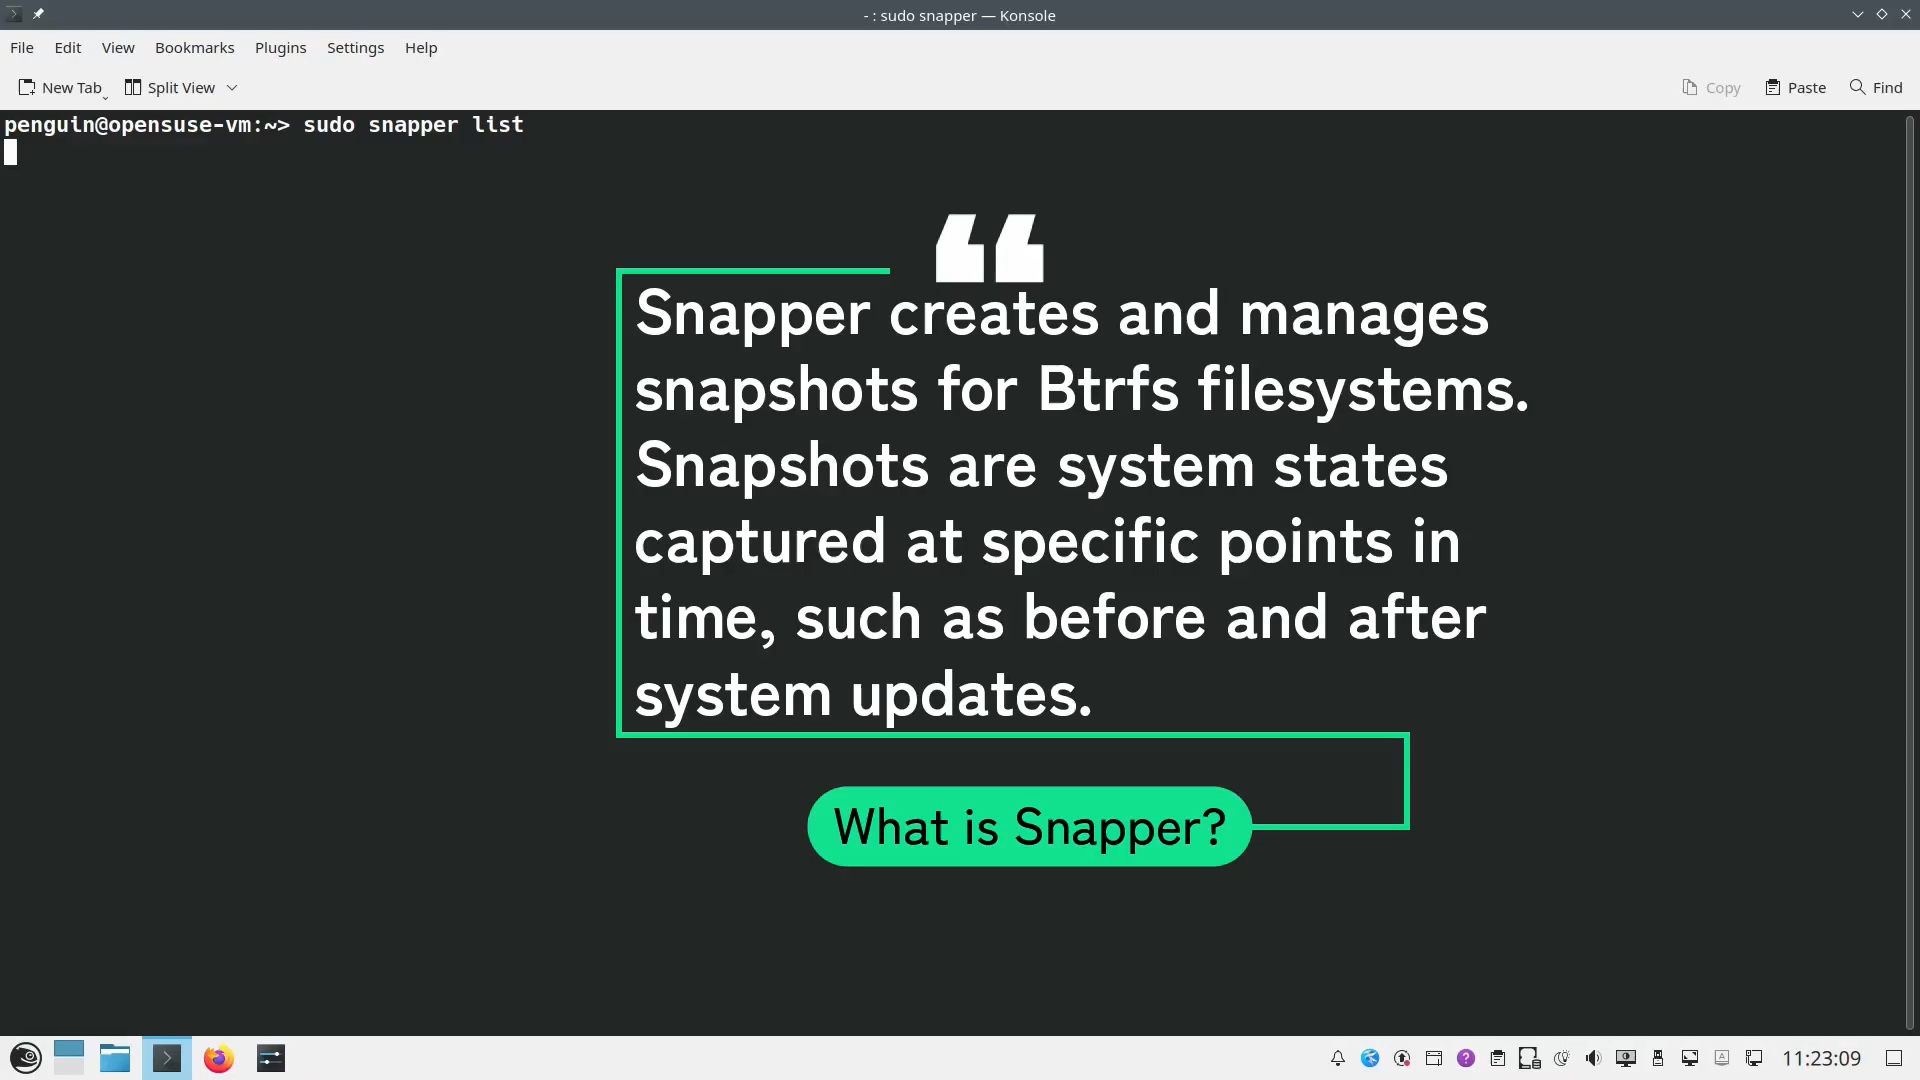 - : sudo snapper — Konsole
File Edit View Bookmarks Plugins Settings Help
New Tab Split View Copy Paste Find
penguin@opensuse-vm:~> sudo snapper list
“
Snapper creates and manages
snapshots for Btrfs filesystems.
Snapshots are system states
captured at specific points in
time, such as before and after
system updates.
What is Snapper?
11:23:09